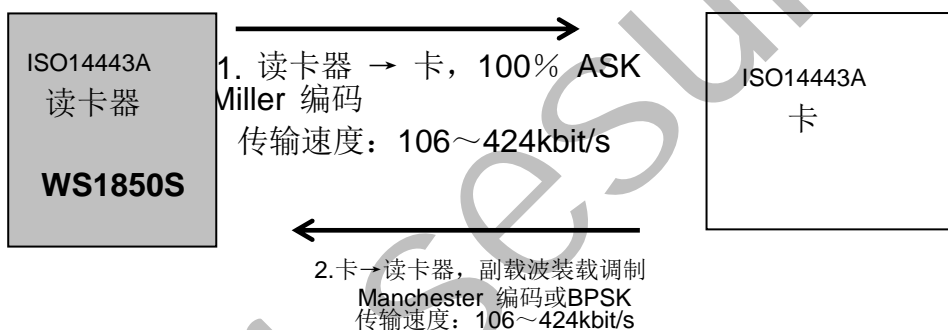 ISO14443A
读卡器
WS1850S
1. 读卡器 → 卡，100% ASK
Miller 编码
传输速度：106～424kbit/s
ISO14443A
卡
2.卡→读卡器，副载波装载调制
Manchester 编码或BPSK
传输速度：106～424kbit/s